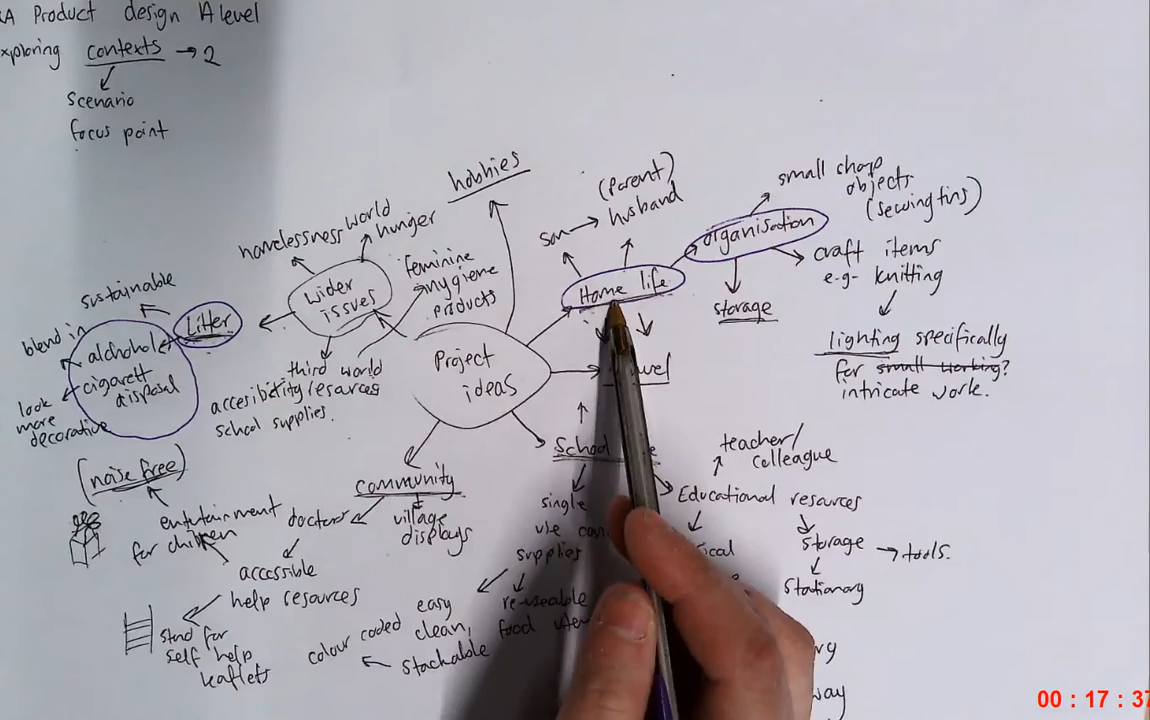 A Product design A level
xploring contexts → 2
scenario
focus point
hobbies
(parent)
son → husband
small cheap
objects
(sewing tins)
organisation
craft items
e-g- knitting
storage
lighting specifically
for small working?
intricate work.
Home life
homelessness
world
hunger
Wider
issues
feminine
hygiene
products
sustainable
Litter
blend in
alchohol
cigarett
disposal
look
more
decorative
third world
accesibility resources
school supplies.
Project
ideas
community
village
displays
doctors
(noise free)
entertainment
for children
accessible
help resources
stand for
self help
leaflets
School
single
use
supplies
easy
clean,
colour coded
stackable
re-useable
food
teacher/
colleague
Educational resources
storage → tools.
stationary
way
00 : 17 : 37